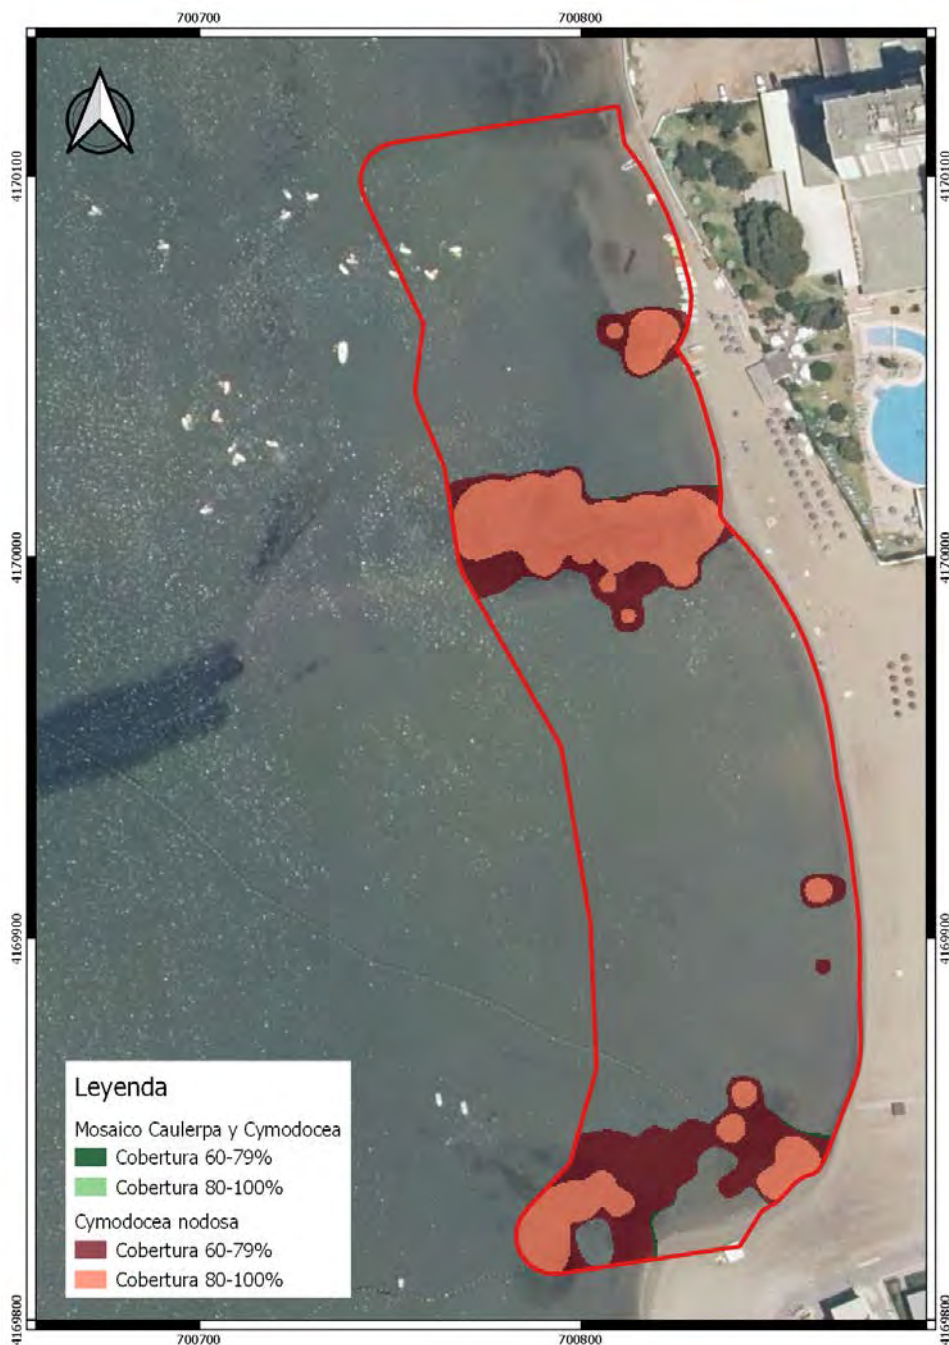 700700
700800
4170100
4170100
4170000
4170000
4169900
4169900
Leyenda
Mosaico Caulerpa y Cymodocea
Cobertura 60-79%
Cobertura 80-100%
Cymodocea nodosa
Cobertura 60-79%
Cobertura 80-100%
4169800
4169800
700700
700800